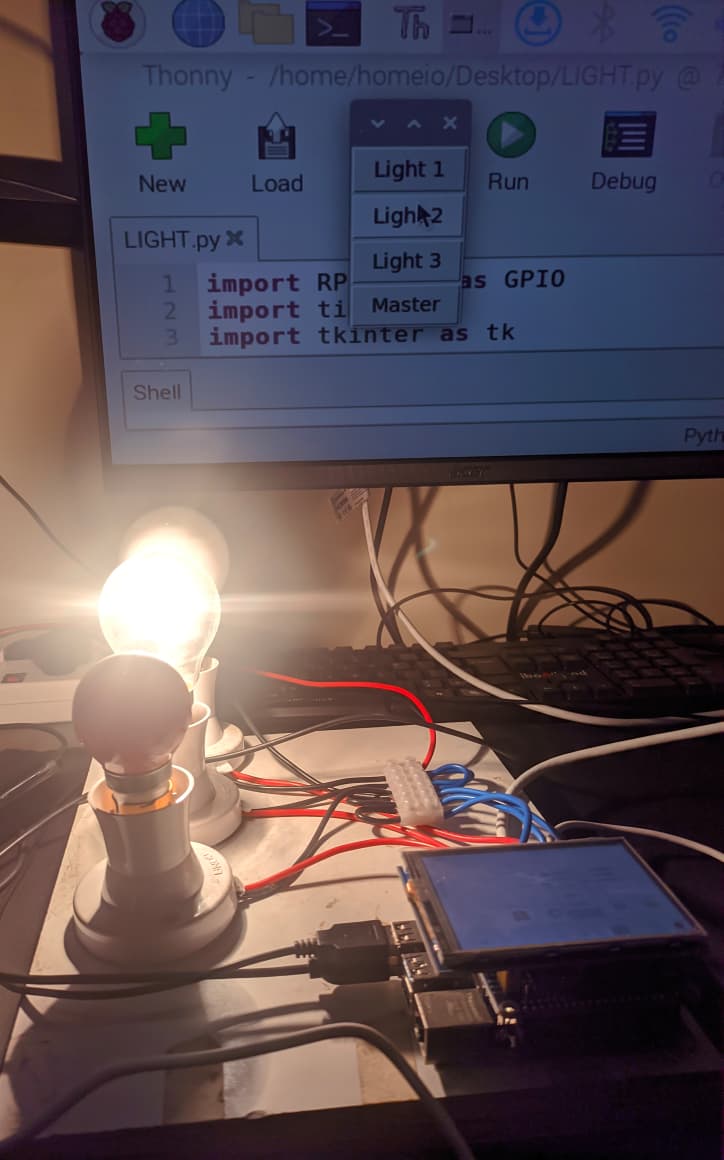 Th
...
Thonny - /home/homeio/Desktop/LIGHT.py @
New
Load
Run
Debug
Light 1
Light 2
Light 3
Master
LIGHT.py
1 import RP as GPIO
2 import ti
3 import tkinter as tk
Shell
Pyth